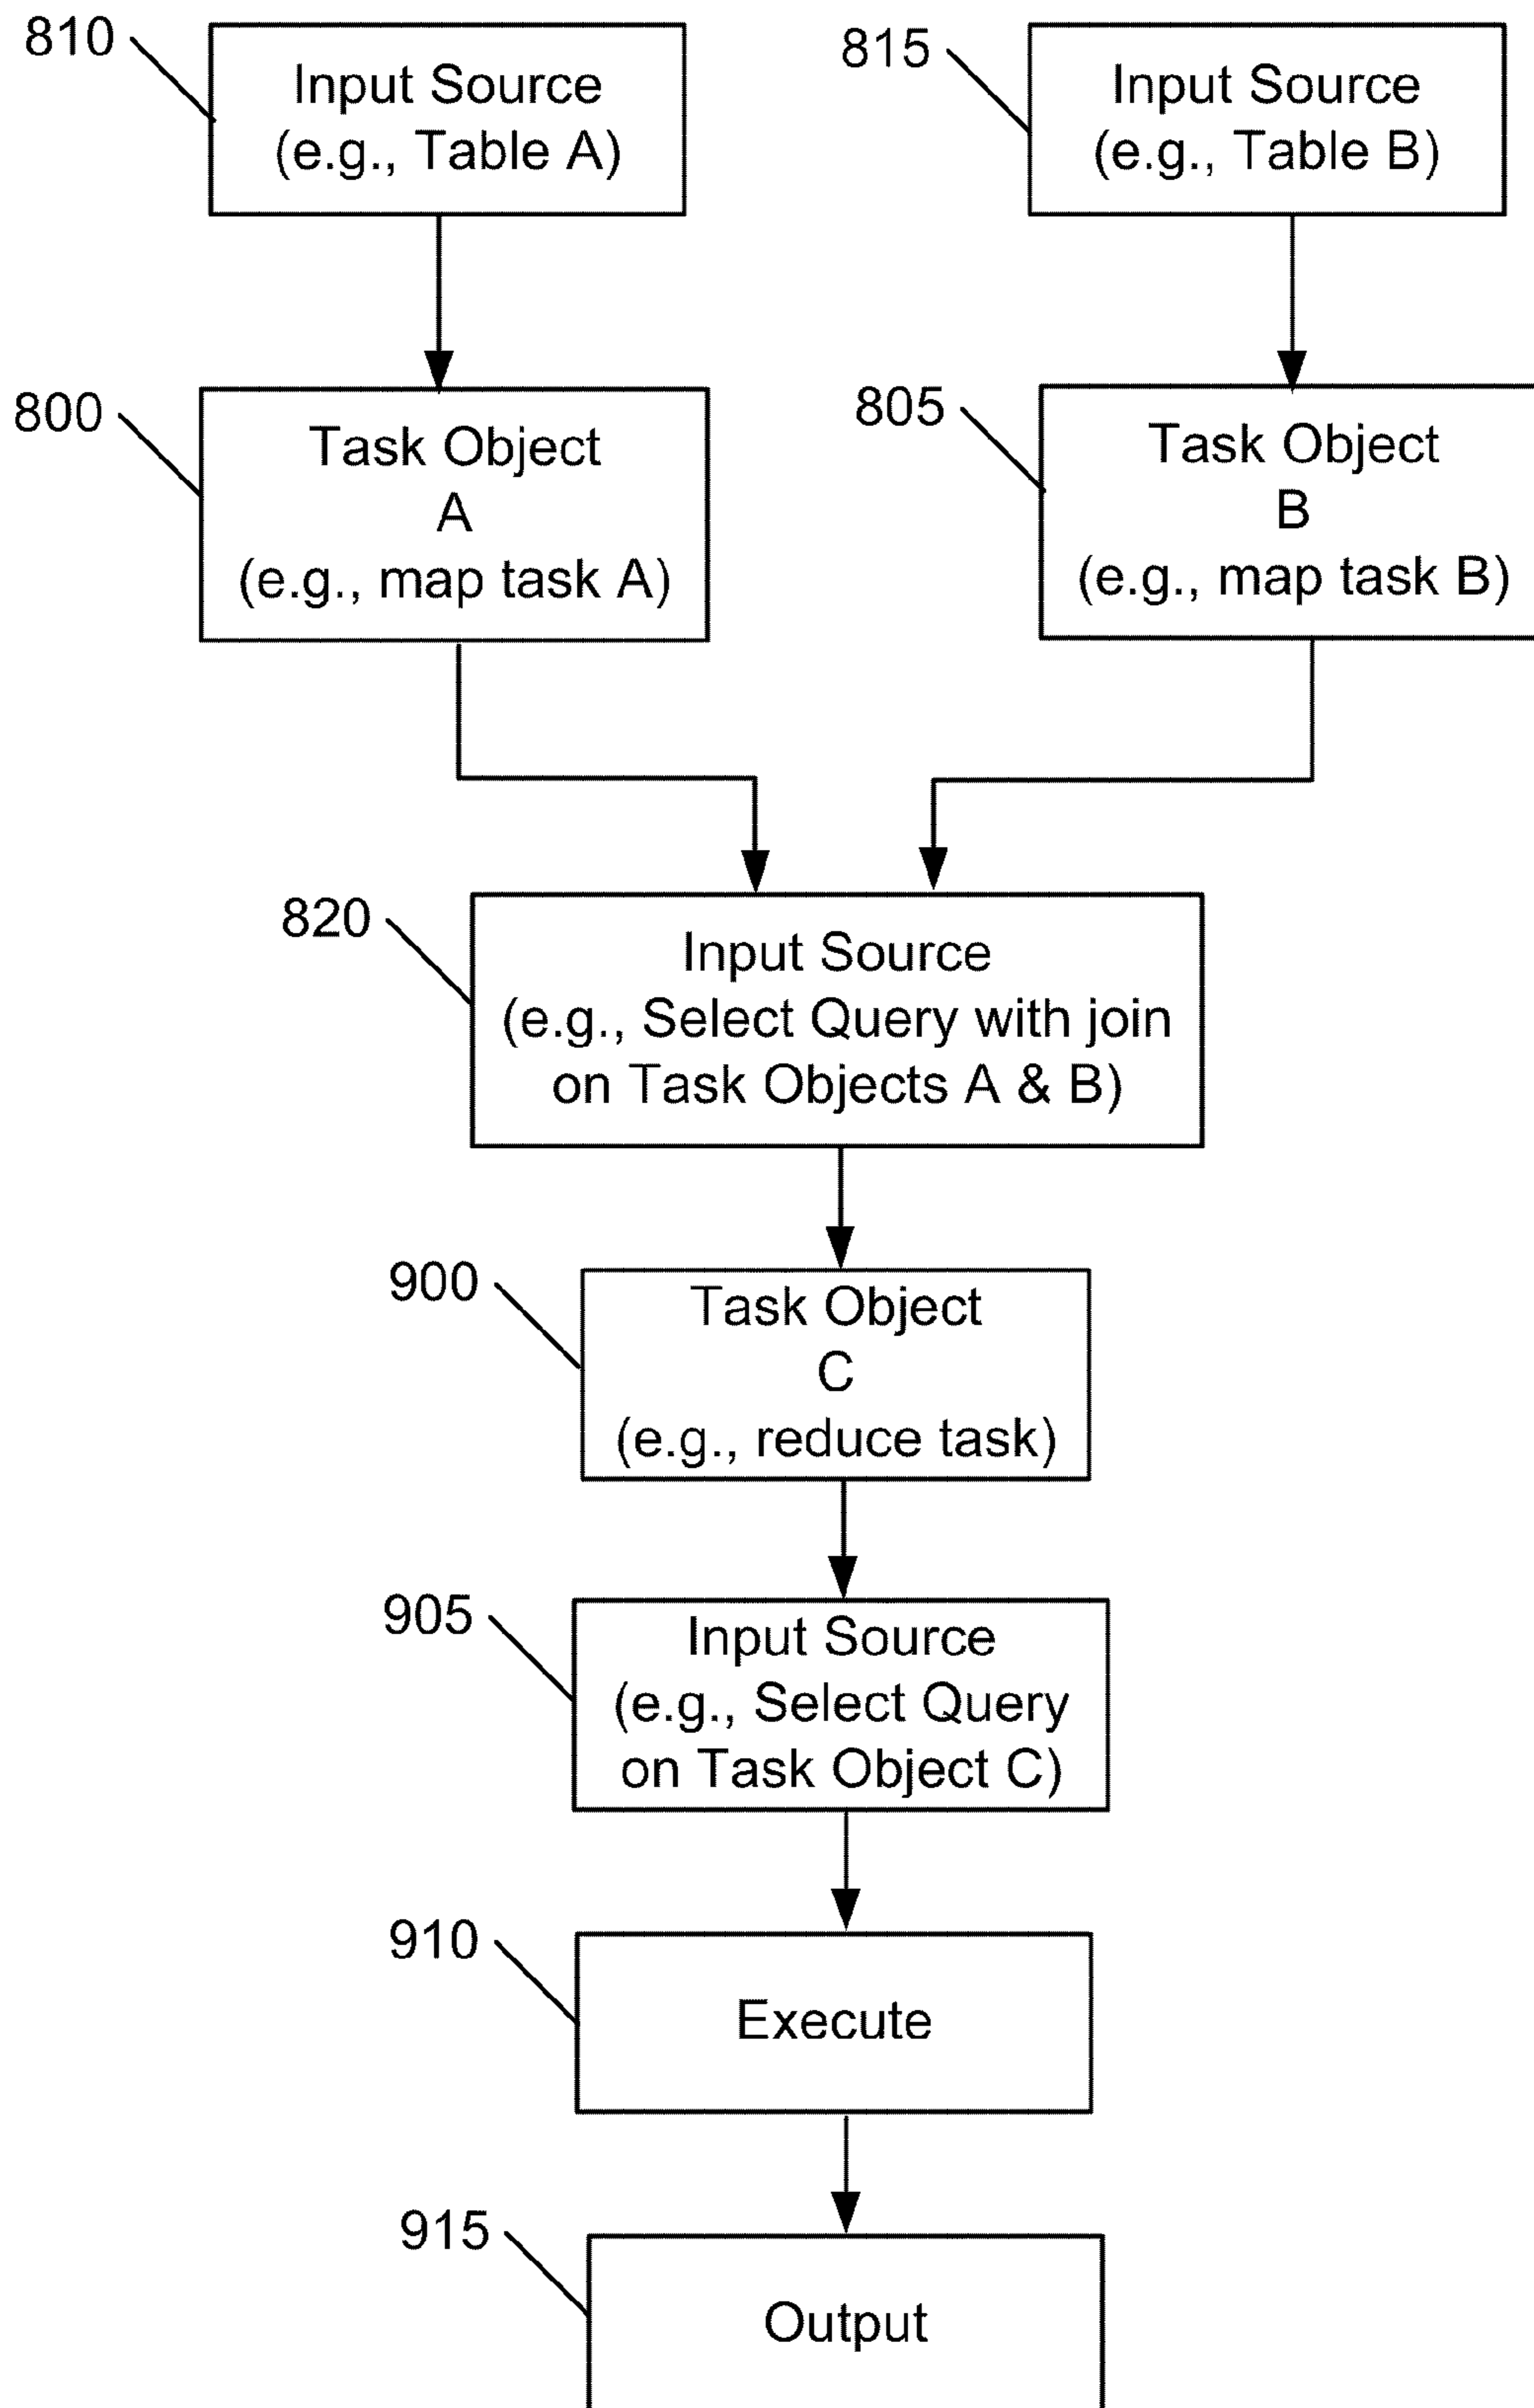 810
Input Source
(e.g., Table A)
815
Input Source
(e.g., Table B)
800
Task Object
A
(e.g., map task A)
805
Task Object
B
(e.g., map task B)
820
Input Source
(e.g., Select Query with join
on Task Objects A & B)
900
Task Object
C
(e.g., reduce task)
905
Input Source
(e.g., Select Query
on Task Object C)
910
Execute
915
Output